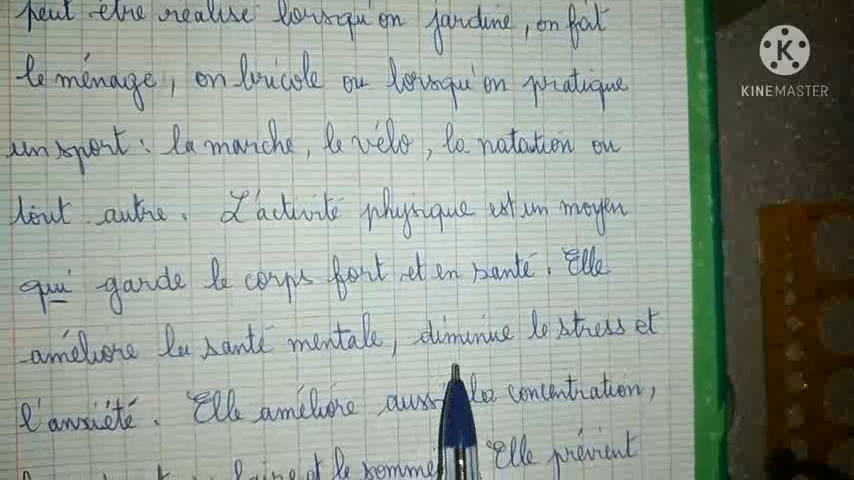 peut être réalisé lorsqu'on jardine, on fait
le ménage, on bricole ou lorsqu'on pratique
un sport : la marche, le vélo, la natation ou
tout autre. L'activité physique est un moyen
qui garde le corps fort et en santé. Elle
améliore la santé mentale, diminue le stress et
l'anxiété. Elle améliore aussi la concentration,
et le sommeil Elle prévient
KINEMASTER